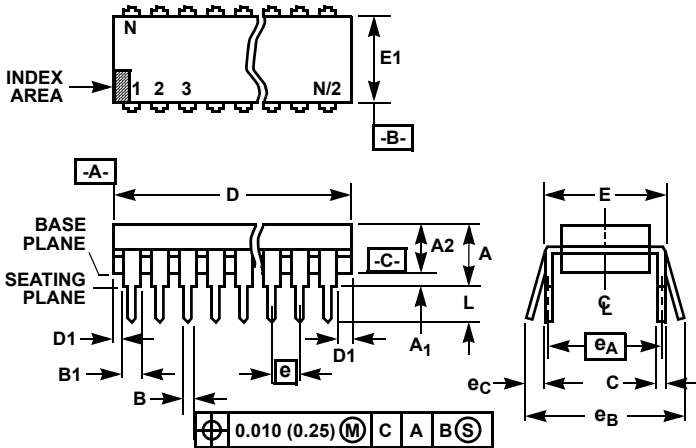 N
E1
INDEX
AREA
1 2 3 N/2
-B-
-A-
D
E
BASE
PLANE
A2
A
-C-
SEATING
PLANE
L
C
L
D1
B1
A1
D1
e
eA
B
eC
C
eB
0.010 (0.25) M C A B S